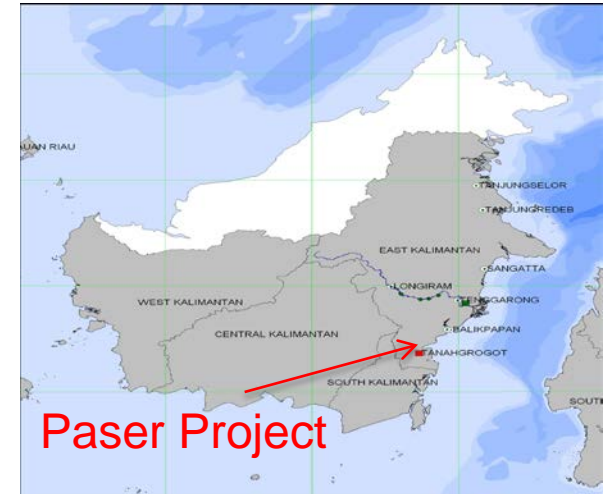 UAN RIAU
TANJUNGSELOR
TANJUNGREDEB
EAST KALIMANTAN
SANGATTA
LONGIRAM
WEST KALIMANTAN
TENGGARONG
CENTRAL KALIMANTAN
BALIKPAPAN
TANAHGROGOT
SOUTH KALIMANTAN
SOUT
Paser Project